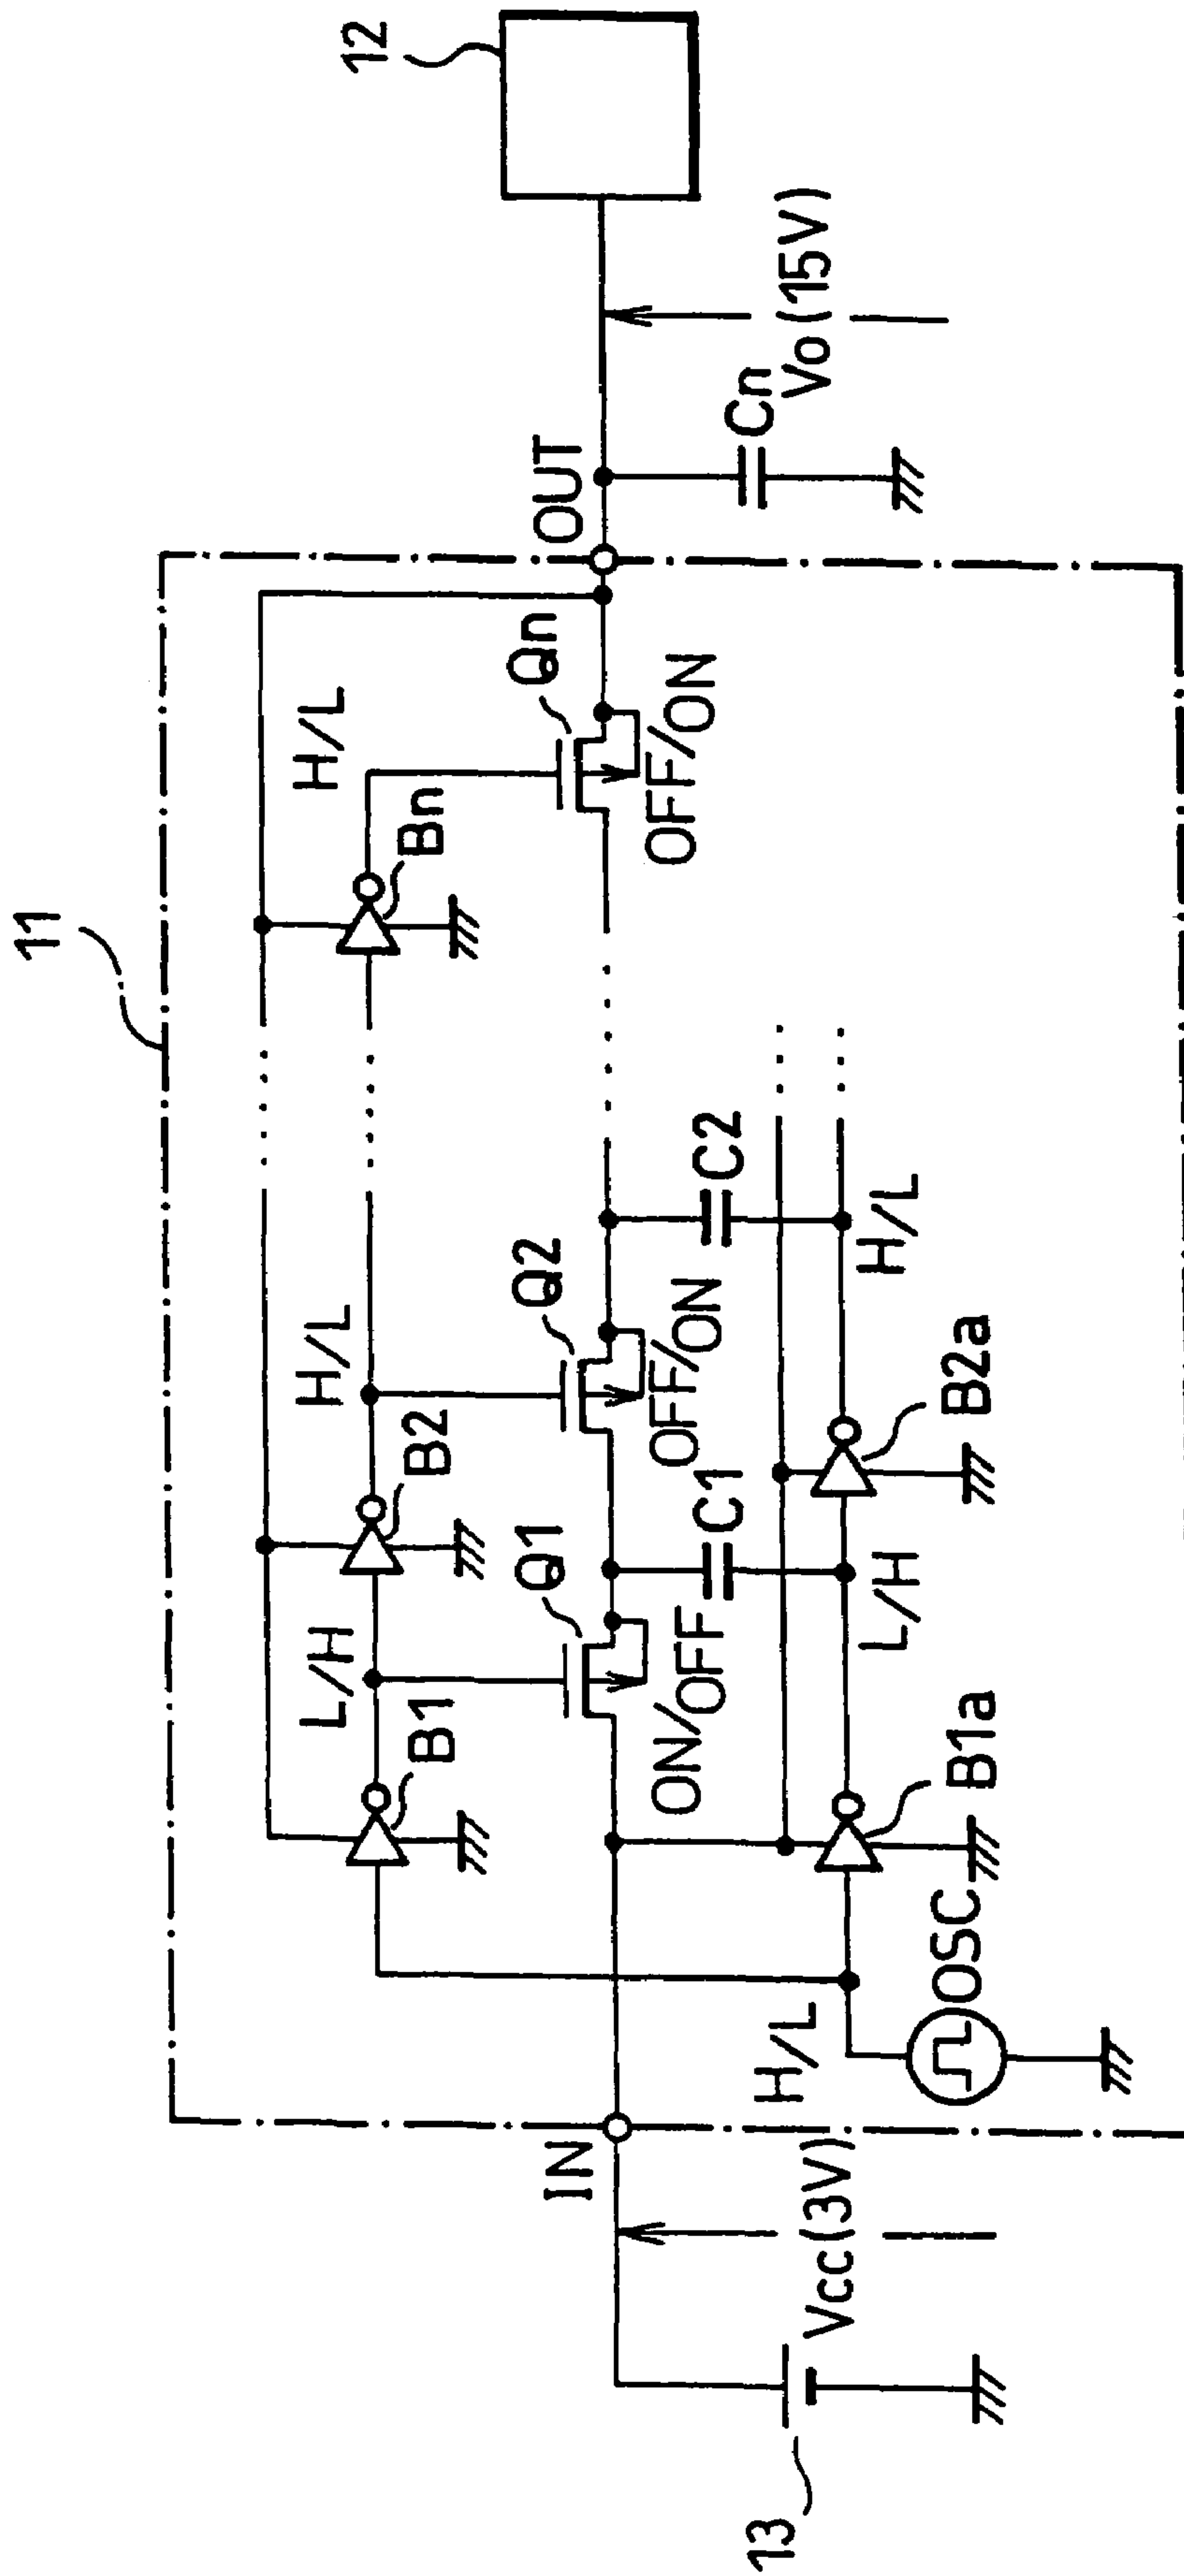 11
12
B1
L/H
B2
H/L
Bn
H/L
IN
Q1
Q2
Qn
OUT
ON/OFF
OFF/ON
OFF/ON
C1
C2
Cn
13
Vcc(3V)
Vo(15V)
H/L
L/H
H/L
OSC
B1a
B2a